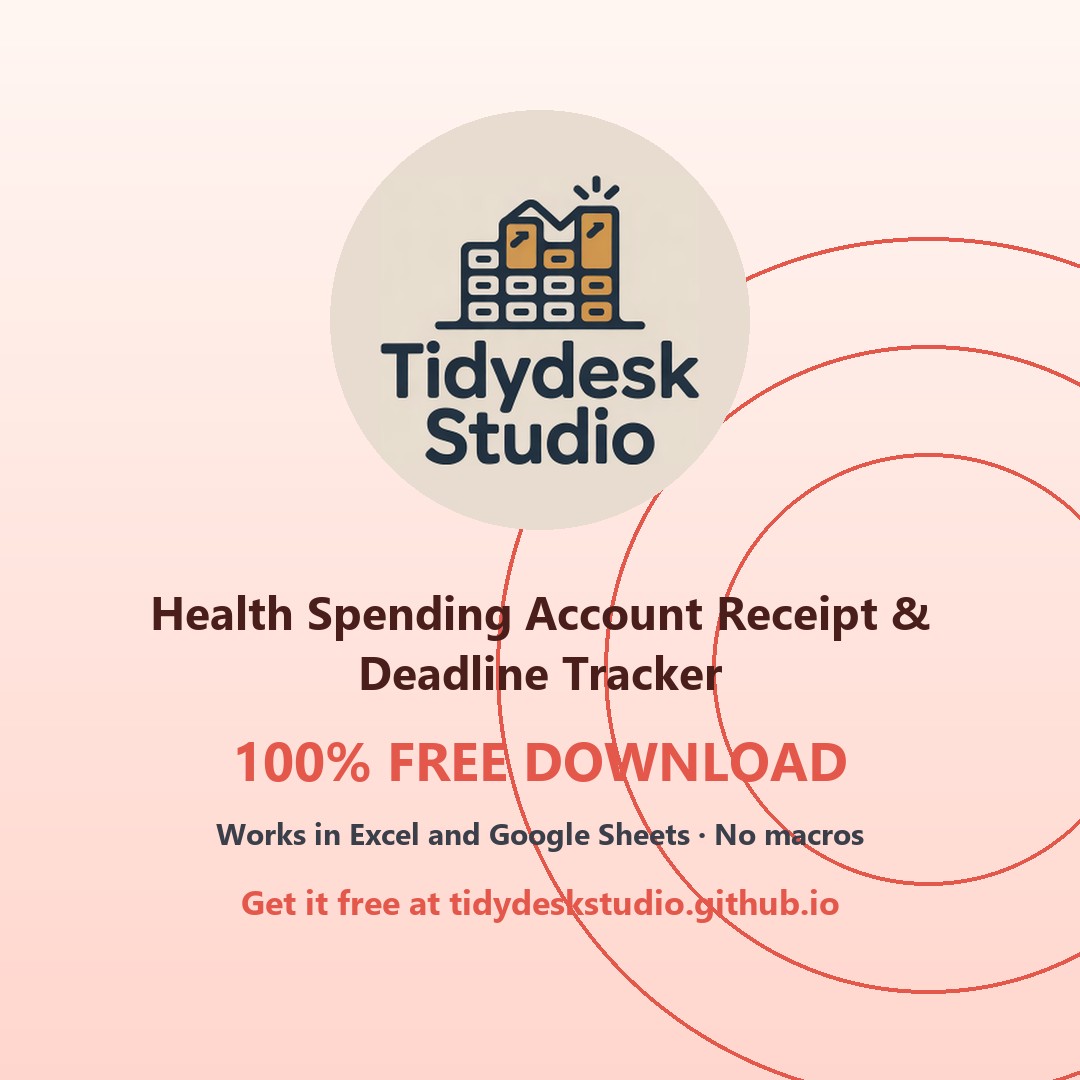 Tidydesk
Studio
Health Spending Account Receipt &
Deadline Tracker
100% FREE DOWNLOAD
Works in Excel and Google Sheets · No macros
Get it free at tidydeskstudio.github.io